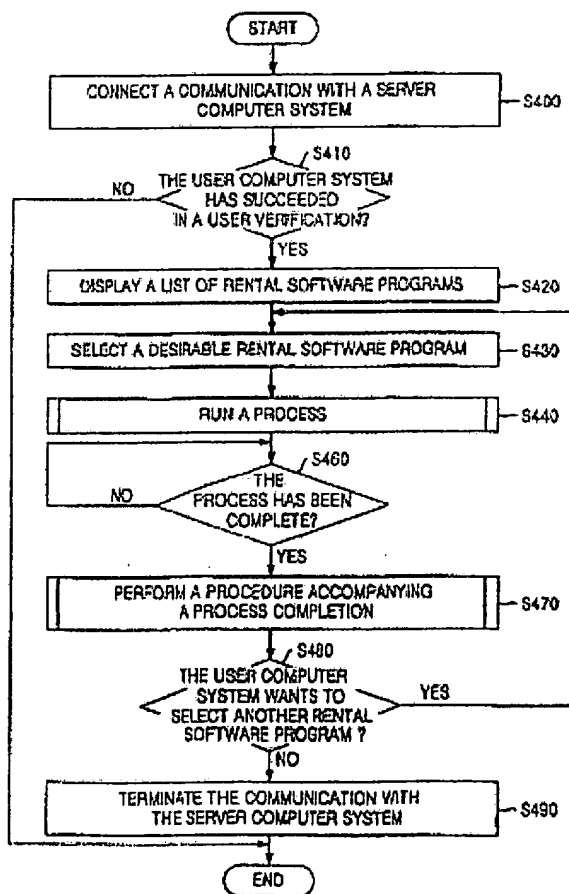 START
CONNECT A COMMUNICATION WITH A SERVER
COMPUTER SYSTEM
S400
S410
NO
THE USER COMPUTER SYSTEM
HAS SUCCEEDED
IN A USER VERIFICATION?
YES
DISPLAY A LIST OF RENTAL SOFTWARE PROGRAMS
S420
SELECT A DESIRABLE RENTAL SOFTWARE PROGRAM
S430
RUN A PROCESS
S440
S460
NO
THE
PROCESS HAS BEEN
COMPLETE?
YES
PERFORM A PROCEDURE ACCOMPANYING
A PROCESS COMPLETION
S470
S480
THE USER COMPUTER
SYSTEM WANTS TO
SELECT ANOTHER RENTAL
SOFTWARE PROGRAM ?
YES
NO
TERMINATE THE COMMUNICATION WITH
THE SERVER COMPUTER SYSTEM
S490
END